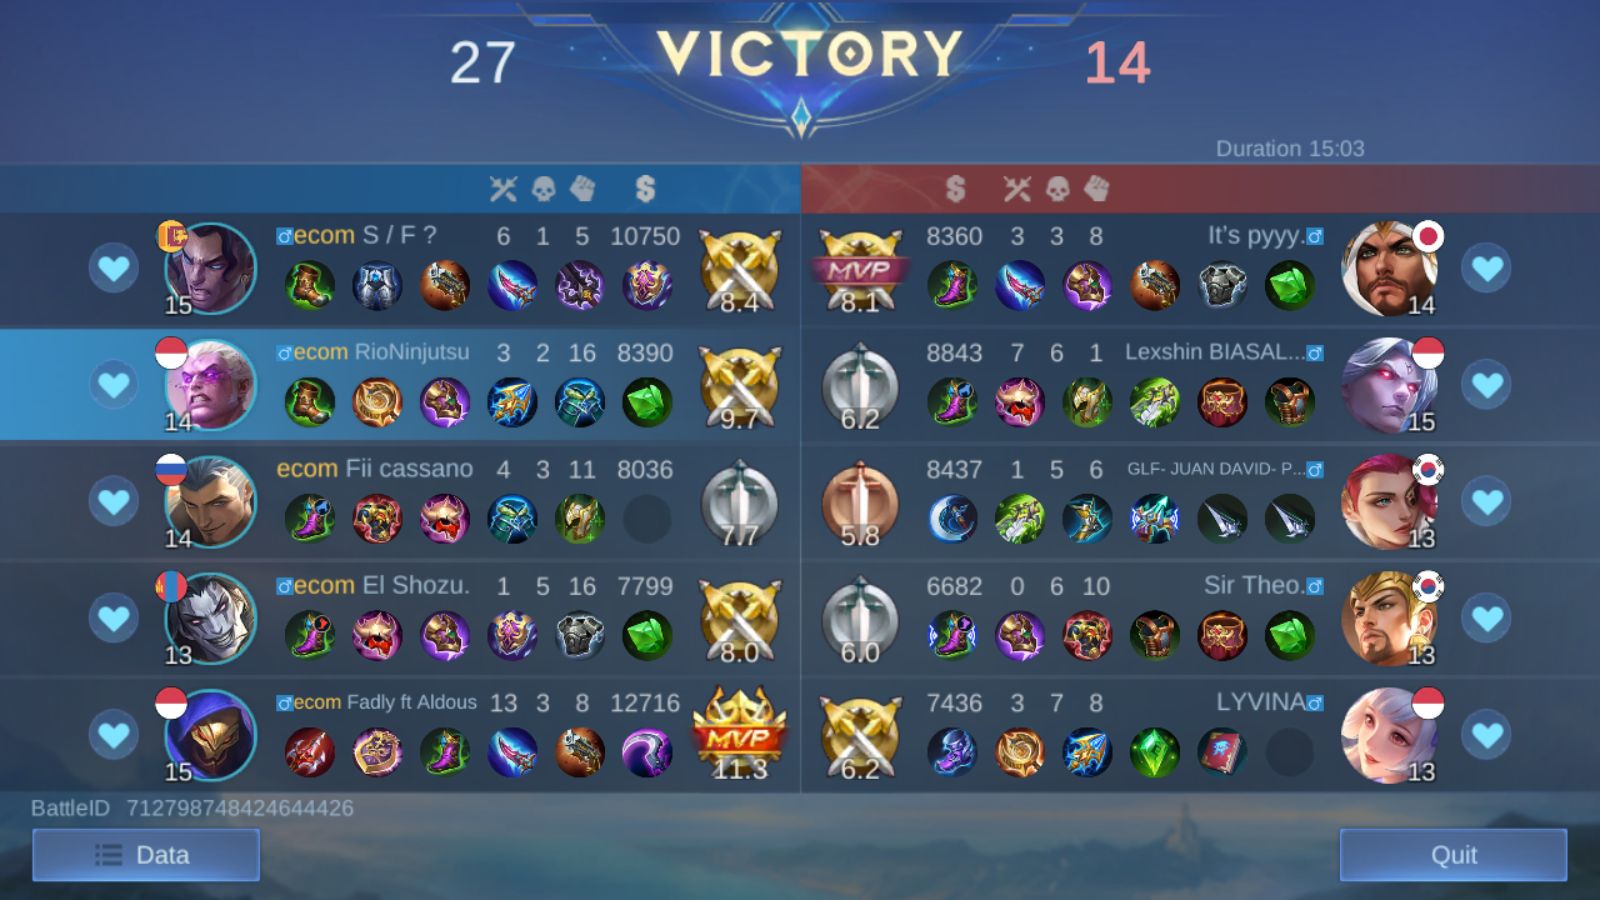 27 VICTORY 14
Duration 15:03
ecom S / F ? 6 1 5 10750
15 8.4
MVP 8360 3 3 8 It's pyyy.
8.1 14
ecom RioNinjutsu 3 2 16 8390
14 9.7
8843 7 6 1 Lexshin BIASAL...
6.2 15
ecom Fii cassano 4 3 11 8036
14 7.7
8437 1 5 6 GLF- JUAN DAVID- P...
5.8 13
ecom El Shozu. 1 5 16 7799
13 8.0
6682 0 6 10 Sir Theo.
6.0 13
ecom Fadly ft Aldous 13 3 8 12716
15 MVP 11.3
7436 3 7 8 LYVINA
6.2 13
BattleID 712798748424644426
Data
Quit